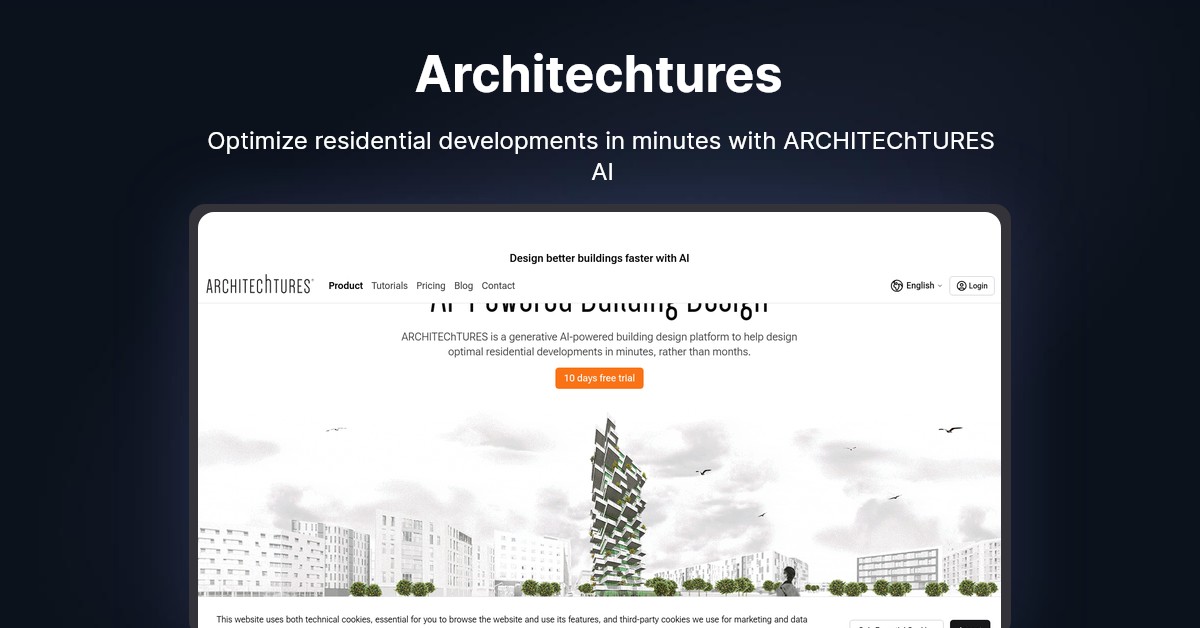 Architechtures
Optimize residential developments in minutes with ARCHITEChTURES
AI
Design better buildings faster with AI
ARCHITEChTURES
Product Tutorials Pricing Blog Contact
English
Login
AI-Powered Building Design
ARCHITEChTURES is a generative AI-powered building design platform to help design
optimal residential developments in minutes, rather than months.
10 days free trial
This website uses both technical cookies, essential for you to browse the website and use its features, and third-party cookies we use for marketing and data